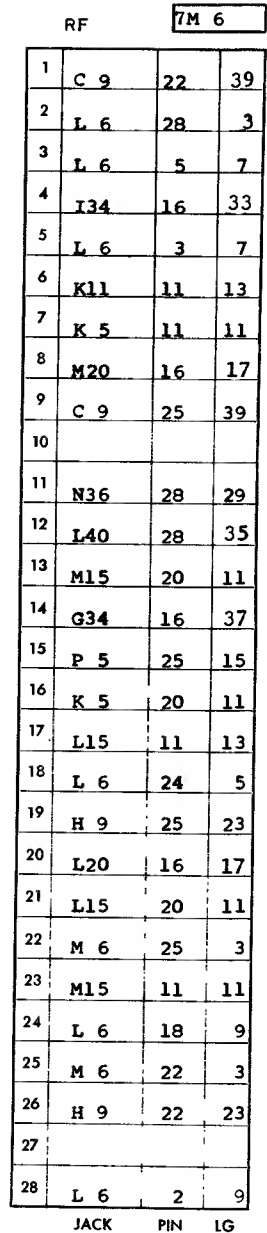 RF 7M 6
1 C 9 22 39
2 L 6 28 3
3 L 6 5 7
4 I34 16 33
5 L 6 3 7
6 K11 11 13
7 K 5 11 11
8 M20 16 17
9 C 9 25 39
10
11 N36 28 29
12 L40 28 35
13 M15 20 11
14 G34 16 37
15 P 5 25 15
16 K 5 20 11
17 L15 11 13
18 L 6 24 5
19 H 9 25 23
20 L20 16 17
21 L15 20 11
22 M 6 25 3
23 M15 11 11
24 L 6 18 9
25 M 6 22 3
26 H 9 22 23
27
28 L 6 2 9
JACK PIN LG